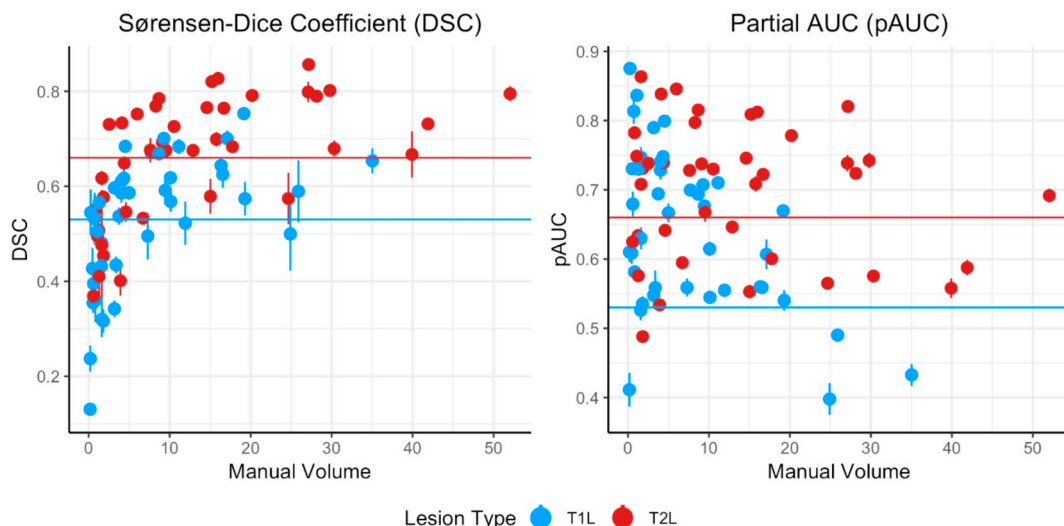 Sørensen-Dice Coefficient (DSC)
Partial AUC (pAUC)
DSC
0.8
0.6
0.4
0.2
0 10 20 30 40 50
Manual Volume
pAUC
0.9
0.8
0.7
0.6
0.5
0.4
0 10 20 30 40 50
Manual Volume
Lesion Type T1L T2L